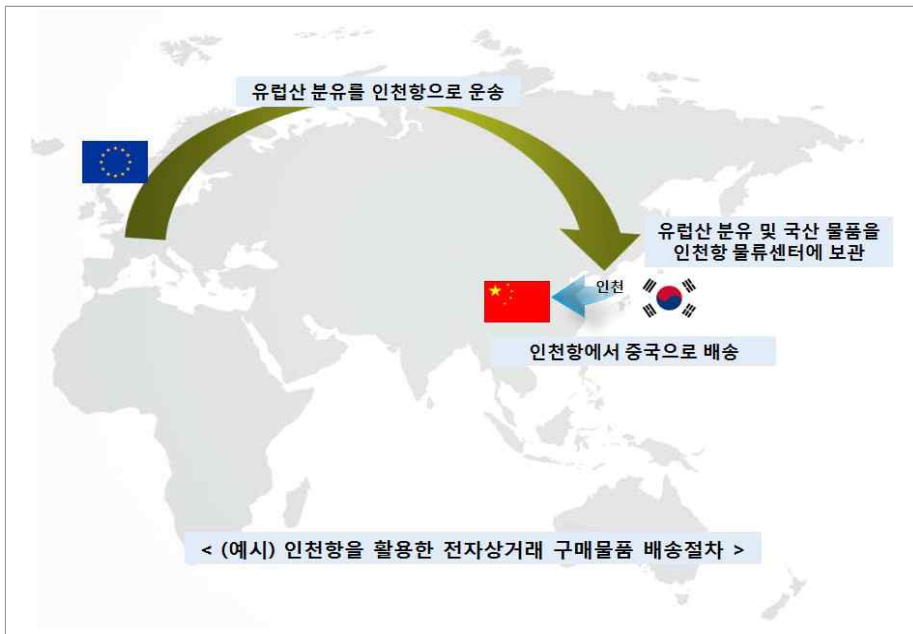 유럽산 분유를 인천항으로 운송
유럽산 분유 및 국산 물품을
인천항 물류센터에 보관
인천
인천항에서 중국으로 배송
< (예시) 인천항을 활용한 전자상거래 구매물품 배송절차 >